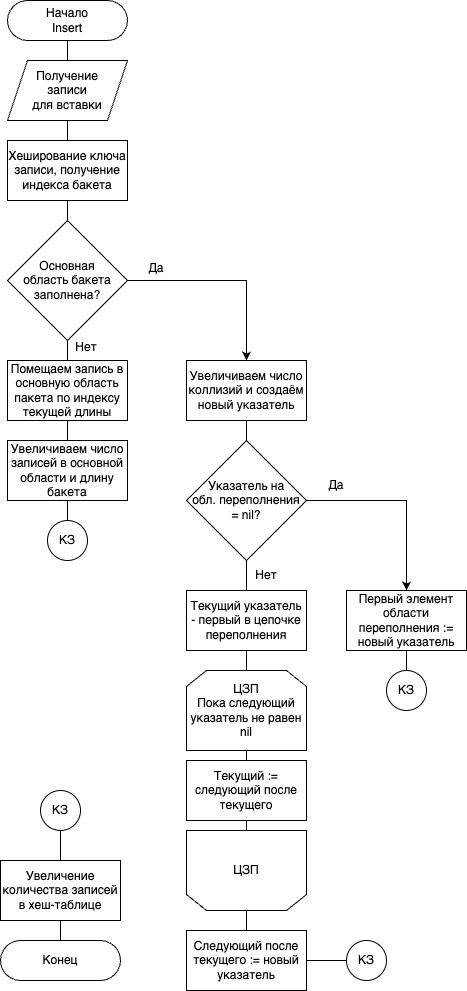 Начало
Insert
Получение
записи
для вставки
Хеширование ключа
записи, получение
индекса бакета
Основная
область бакета
заполнена?
Да
Нет
Помещаем запись в
основную область
пакета по индексу
текущей длины
Увеличиваем число
записей в основной
области и длину
бакета
КЗ
Увеличиваем число
коллизий и создаём
новый указатель
Указатель на
обл. переполнения
= nil?
Да
Нет
Первый элемент
области
переполнения :=
новый указатель
КЗ
Текущий указатель
- первый в цепочке
переполнения
ЦЗП
Пока следующий
указатель не равен
nil
Текущий :=
следующий после
текущего
ЦЗП
Следующий после
текущего := новый
указатель
КЗ
КЗ
Увеличение
количества записей
в хеш-таблице
Конец